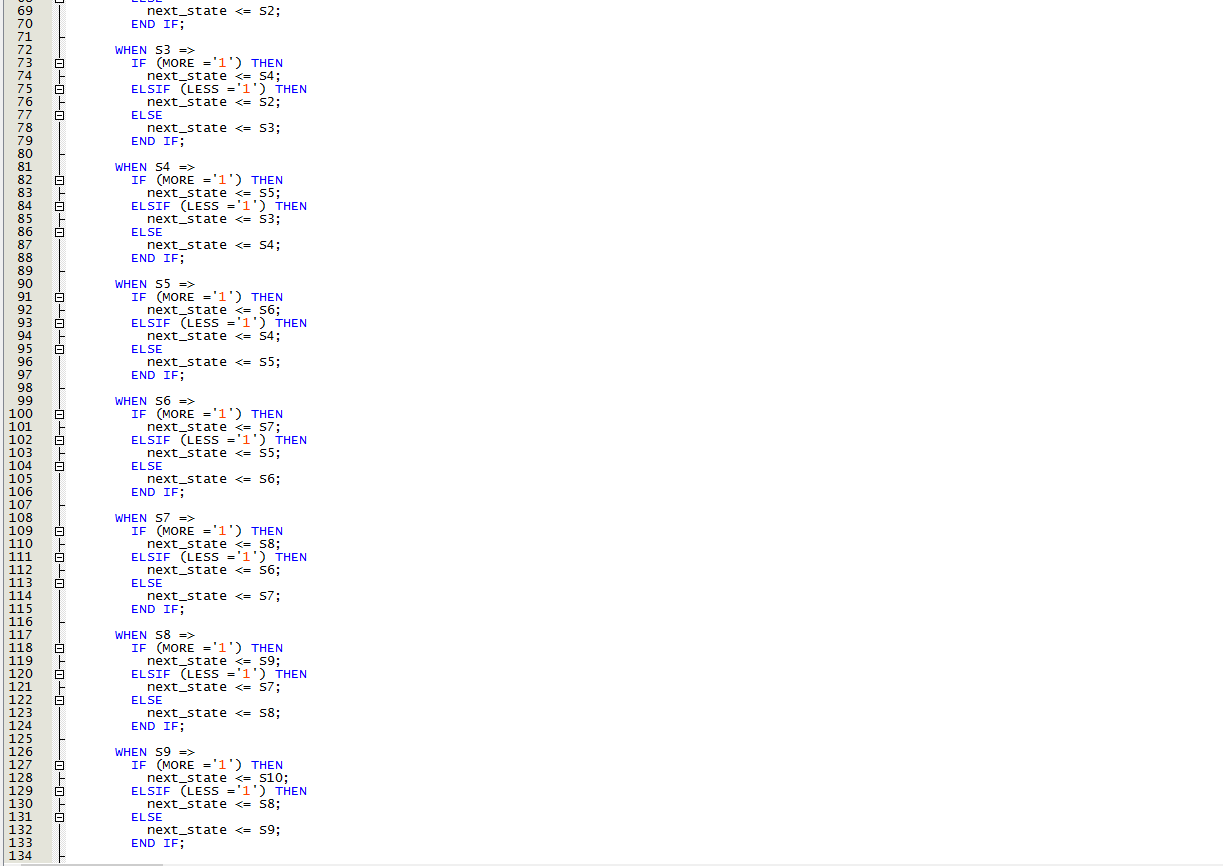 ELSE
69 next_state <= S2;
70 END IF;
71
72 WHEN S3 =>
73 IF (MORE ='1') THEN
74 next_state <= S4;
75 ELSIF (LESS ='1') THEN
76 next_state <= S2;
77 ELSE
78 next_state <= S3;
79 END IF;
80
81 WHEN S4 =>
82 IF (MORE ='1') THEN
83 next_state <= S5;
84 ELSIF (LESS ='1') THEN
85 next_state <= S3;
86 ELSE
87 next_state <= S4;
88 END IF;
89
90 WHEN S5 =>
91 IF (MORE ='1') THEN
92 next_state <= S6;
93 ELSIF (LESS ='1') THEN
94 next_state <= S4;
95 ELSE
96 next_state <= S5;
97 END IF;
98
99 WHEN S6 =>
100 IF (MORE ='1') THEN
101 next_state <= S7;
102 ELSIF (LESS ='1') THEN
103 next_state <= S5;
104 ELSE
105 next_state <= S6;
106 END IF;
107
108 WHEN S7 =>
109 IF (MORE ='1') THEN
110 next_state <= S8;
111 ELSIF (LESS ='1') THEN
112 next_state <= S6;
113 ELSE
114 next_state <= S7;
115 END IF;
116
117 WHEN S8 =>
118 IF (MORE ='1') THEN
119 next_state <= S9;
120 ELSIF (LESS ='1') THEN
121 next_state <= S7;
122 ELSE
123 next_state <= S8;
124 END IF;
125
126 WHEN S9 =>
127 IF (MORE ='1') THEN
128 next_state <= S10;
129 ELSIF (LESS ='1') THEN
130 next_state <= S8;
131 ELSE
132 next_state <= S9;
133 END IF;
134